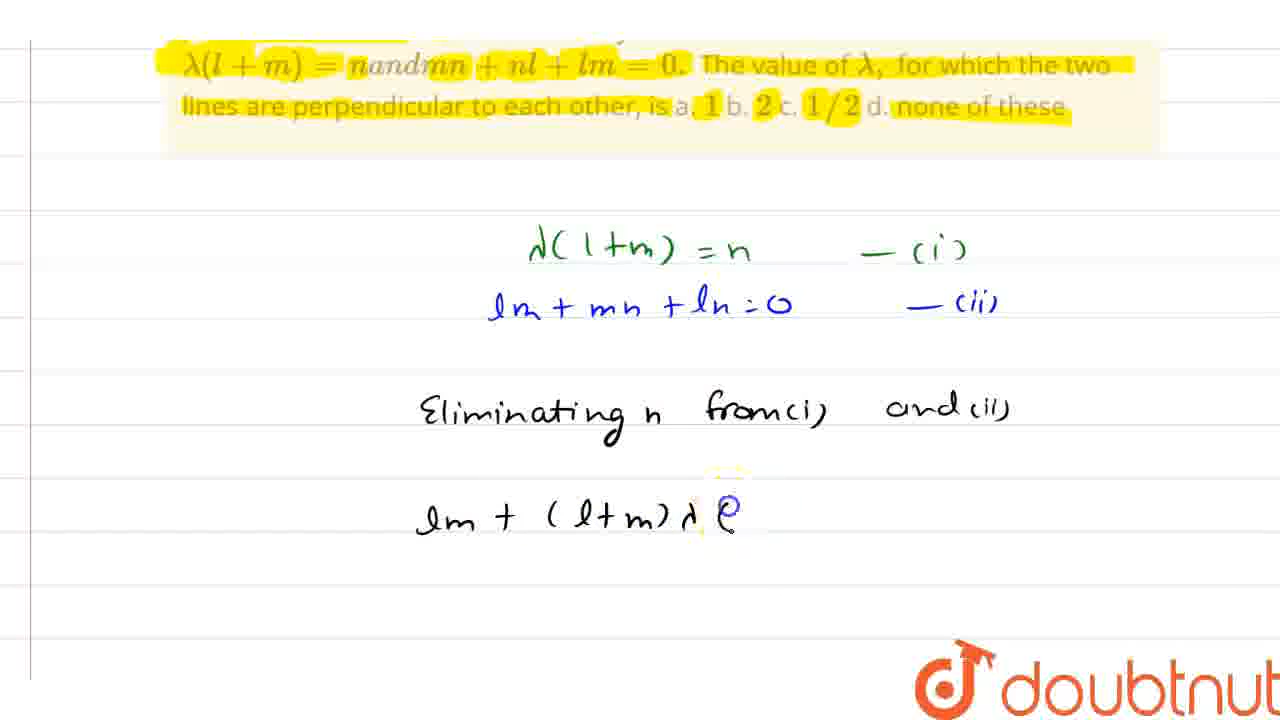 λ(l + m) = nandmn + nl + lm = 0. The value of λ, for which the two
lines are perpendicular to each other, is a. 1 b. 2 c. 1/2 d. none of these
λ(l+m) = n — (i)
lm + mn + ln = 0 — (ii)
Eliminating n from(i) and (ii)
lm + (l+m) λ (
doubtnut